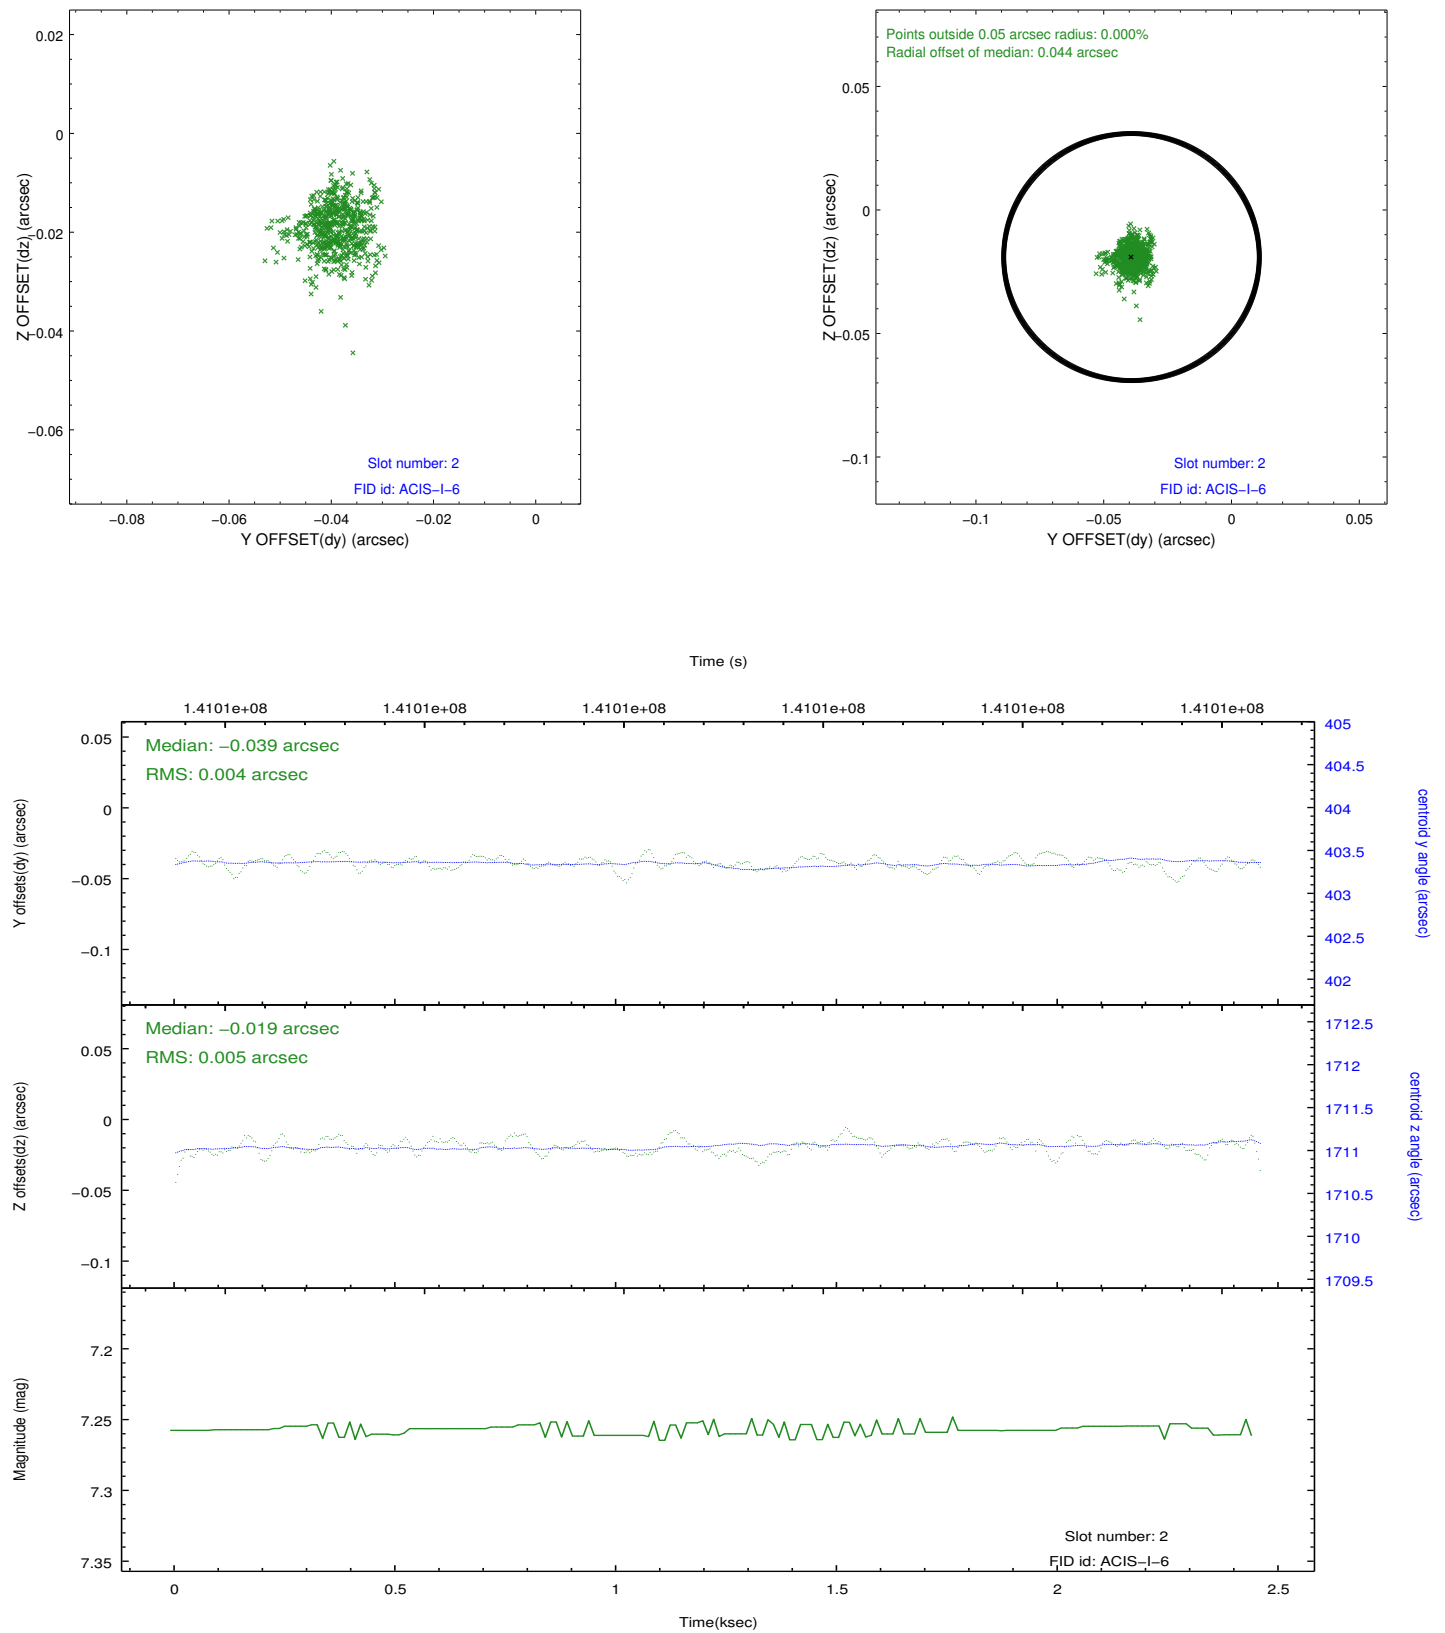 0.02
0
−0.02
−0.04
−0.06
Z OFFSET(dz) (arcsec)
Slot number: 2
FID id: ACIS−I−6
−0.08
−0.06
−0.04
−0.02
0
Y OFFSET(dy) (arcsec)
Points outside 0.05 arcsec radius: 0.000%
Radial offset of median: 0.044 arcsec
0.05
0
−0.05
−0.1
Z OFFSET(dz) (arcsec)
Slot number: 2
FID id: ACIS−I−6
−0.1
−0.05
0
0.05
Y OFFSET(dy) (arcsec)
Time (s)
1.4101e+08
1.4101e+08
1.4101e+08
1.4101e+08
1.4101e+08
1.4101e+08
Median: −0.039 arcsec
RMS: 0.004 arcsec
0.05
0
−0.05
−0.1
Y offsets(dy) (arcsec)
405
404.5
404
403.5
403
402.5
402
centroid y angle (arcsec)
Median: −0.019 arcsec
RMS: 0.005 arcsec
0.05
0
−0.05
−0.1
Z offsets(dz) (arcsec)
1712.5
1712
1711.5
1711
1710.5
1710
1709.5
centroid z angle (arcsec)
7.2
7.25
7.3
7.35
Magnitude (mag)
Slot number: 2
FID id: ACIS−I−6
0
0.5
1
1.5
2
2.5
Time(ksec)